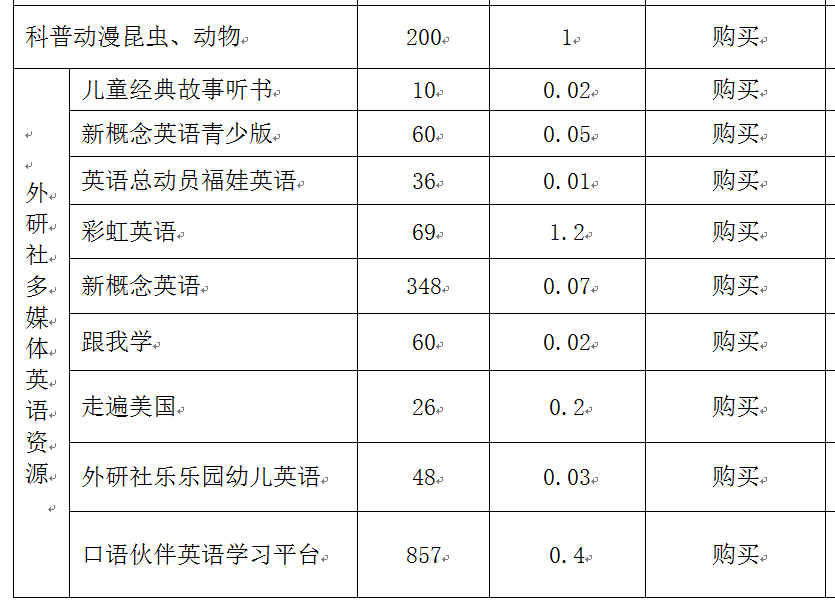 科普动漫昆虫、动物 200 1 购买
外研社多媒体英语资源
儿童经典故事听书 10 0.02 购买
新概念英语青少版 60 0.05 购买
英语总动员福娃英语 36 0.01 购买
彩虹英语 69 1.2 购买
新概念英语 348 0.07 购买
跟我学 60 0.02 购买
走遍美国 26 0.2 购买
外研社乐乐园幼儿英语 48 0.03 购买
口语伙伴英语学习平台 857 0.4 购买